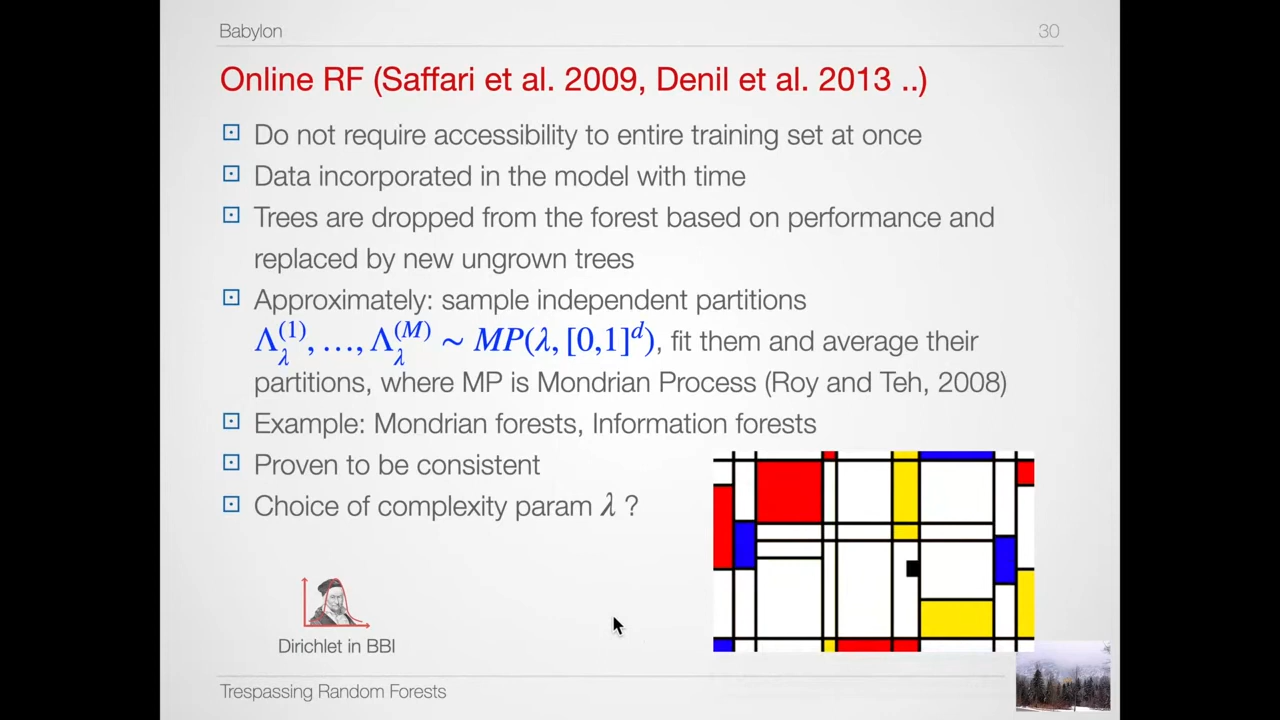 Babylon
30
Online RF (Saffari et al. 2009, Denil et al. 2013 ..)
Do not require accessibility to entire training set at once
Data incorporated in the model with time
Trees are dropped from the forest based on performance and
replaced by new ungrown trees
Approximately: sample independent partitions
Λ_λ^(1), …, Λ_λ^(M) ~ MP(λ, [0,1]^d), fit them and average their
partitions, where MP is Mondrian Process (Roy and Teh, 2008)
Example: Mondrian forests, Information forests
Proven to be consistent
Choice of complexity param λ ?
Dirichlet in BBI
Trespassing Random Forests